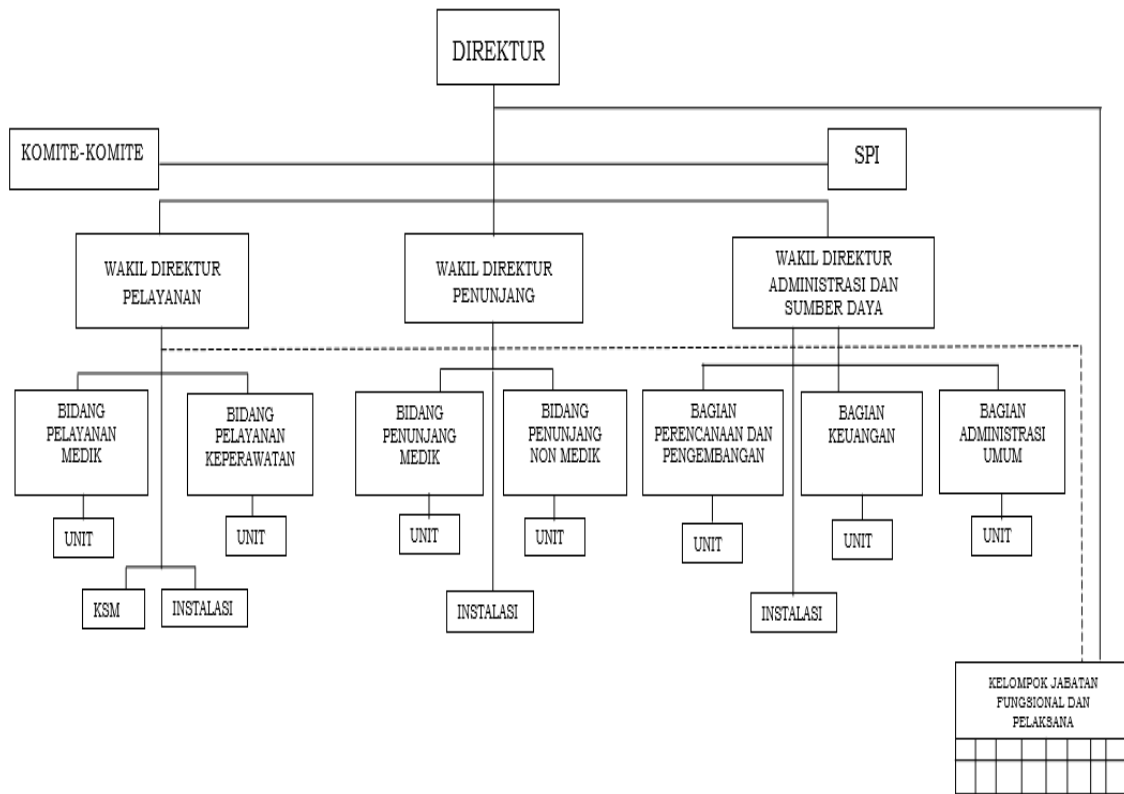 DIREKTUR
KOMITE-KOMITE
SPI
WAKIL DIREKTUR
PELAYANAN
WAKIL DIREKTUR
PENUNJANG
WAKIL DIREKTUR
ADMINISTRASI DAN
SUMBER DAYA
BIDANG
PELAYANAN
MEDIK
BIDANG
PELAYANAN
KEPERAWATAN
BIDANG
PENUNJANG
MEDIK
BIDANG
PENUNJANG
NON MEDIK
BAGIAN
PERENCANAAN DAN
PENGEMBANGAN
BAGIAN
KEUANGAN
BAGIAN
ADMINISTRASI
UMUM
UNIT
UNIT
UNIT
UNIT
UNIT
UNIT
UNIT
KSM
INSTALASI
INSTALASI
INSTALASI
KELOMPOK JABATAN
FUNGSIONAL DAN
PELAKSANA